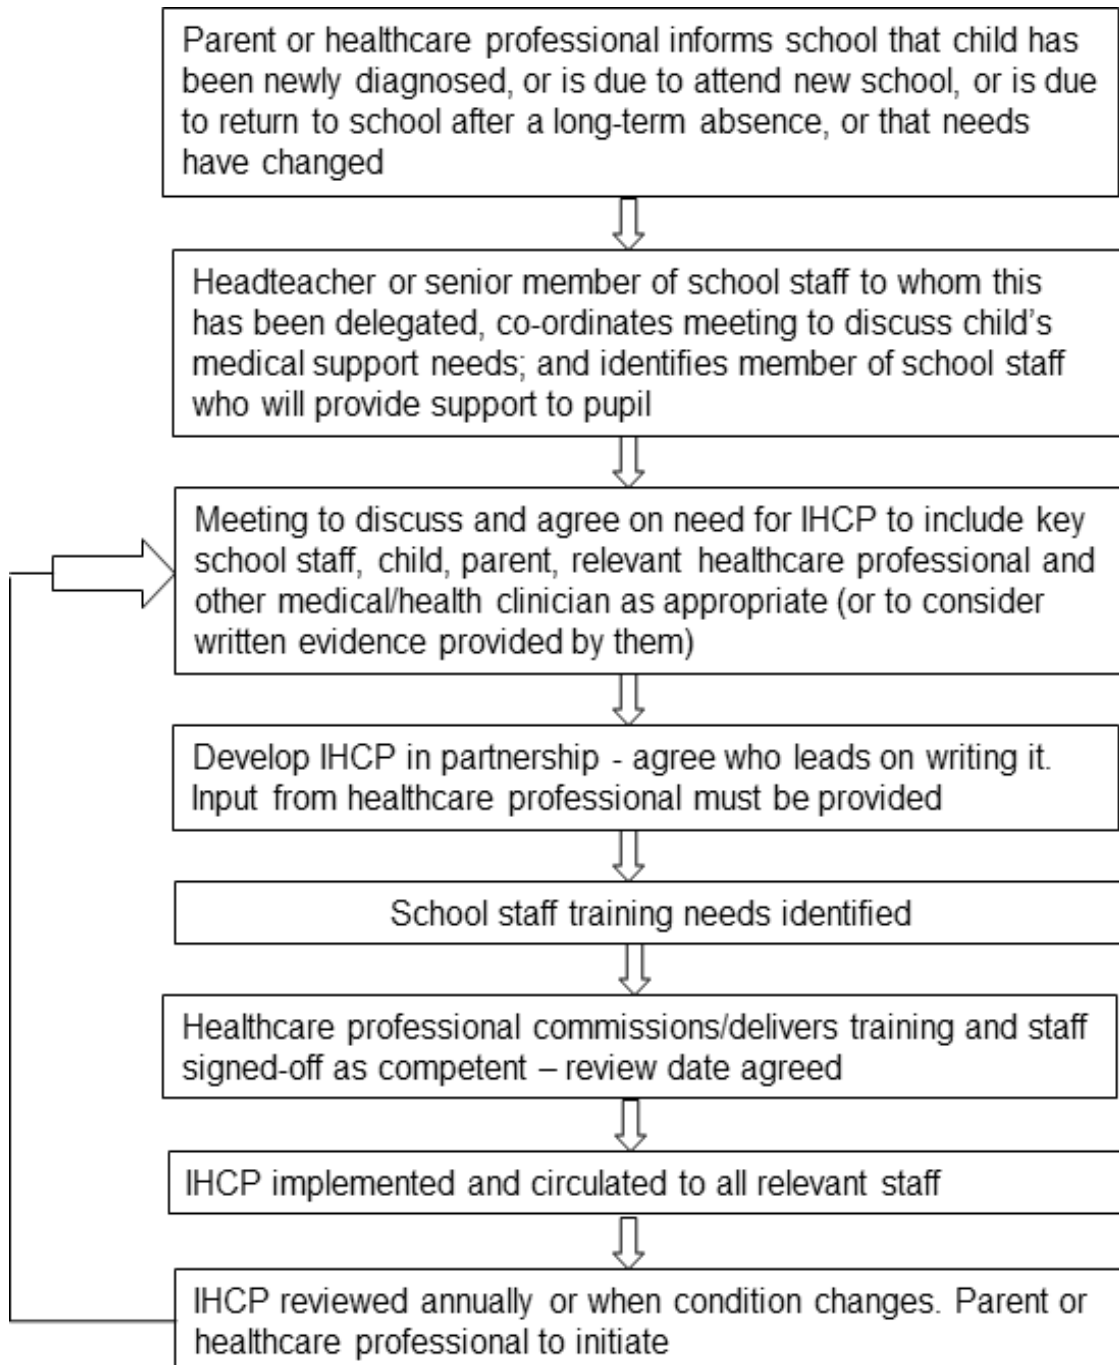 Parent or healthcare professional informs school that child has
been newly diagnosed, or is due to attend new school, or is due
to return to school after a long-term absence, or that needs
have changed
Headteacher or senior member of school staff to whom this
has been delegated, co-ordinates meeting to discuss child’s
medical support needs; and identifies member of school staff
who will provide support to pupil
Meeting to discuss and agree on need for IHCP to include key
school staff, child, parent, relevant healthcare professional and
other medical/health clinician as appropriate (or to consider
written evidence provided by them)
Develop IHCP in partnership - agree who leads on writing it.
Input from healthcare professional must be provided
School staff training needs identified
Healthcare professional commissions/delivers training and staff
signed-off as competent – review date agreed
IHCP implemented and circulated to all relevant staff
IHCP reviewed annually or when condition changes. Parent or
healthcare professional to initiate